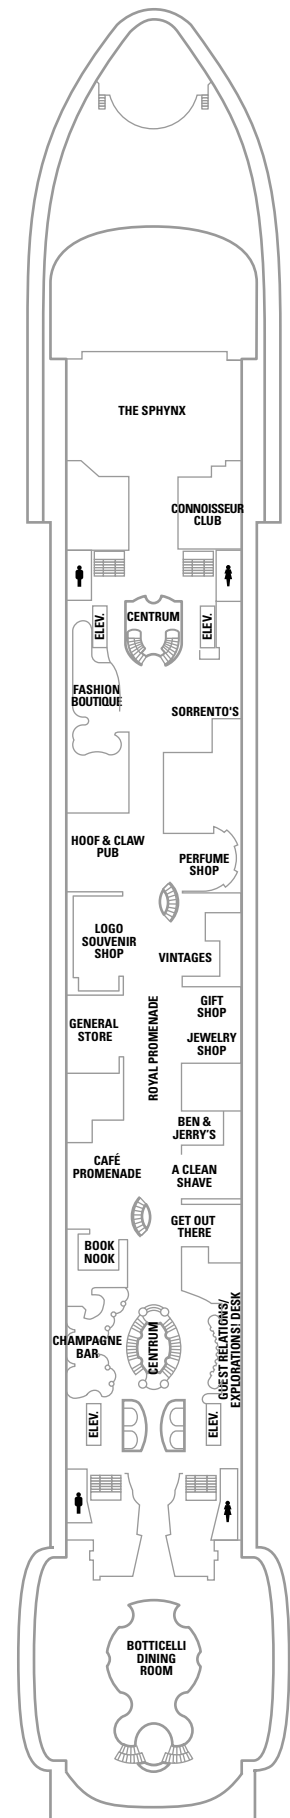 THE SPHYNX
CONNOISSEUR
CLUB
ELEV.
CENTRUM
ELEV.
FASHION
BOUTIQUE
SORRENTO'S
HOOF & CLAW
PUB
PERFUME
SHOP
LOGO
SOUVENIR
SHOP
VINTAGES
GENERAL
STORE
ROYAL PROMENADE
GIFT
SHOP
JEWELRY
SHOP
BEN &
JERRY'S
CAFÉ
PROMENADE
A CLEAN
SHAVE
GET OUT
THERE
BOOK
NOOK
CHAMPAGNE
BAR
CENTRUM
GUEST RELATIONS/
EXPLORATIONS! DESK
ELEV.
ELEV.
BOTTICELLI
DINING
ROOM